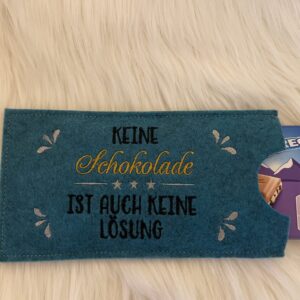 KEINE
Schokolade
IST AUCH KEINE
LÖSUNG